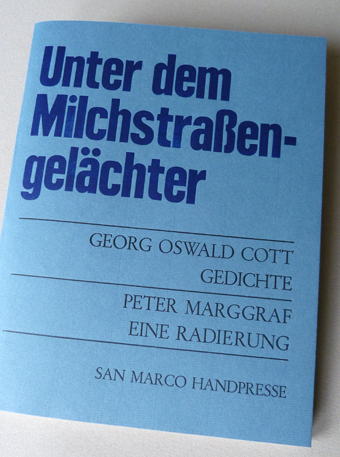 Unter dem
Milchstraßen-
gelächter
GEORG OSWALD COTT
GEDICHTE
PETER MARGGRAF
EINE RADIERUNG
SAN MARCO HANDPRESSE